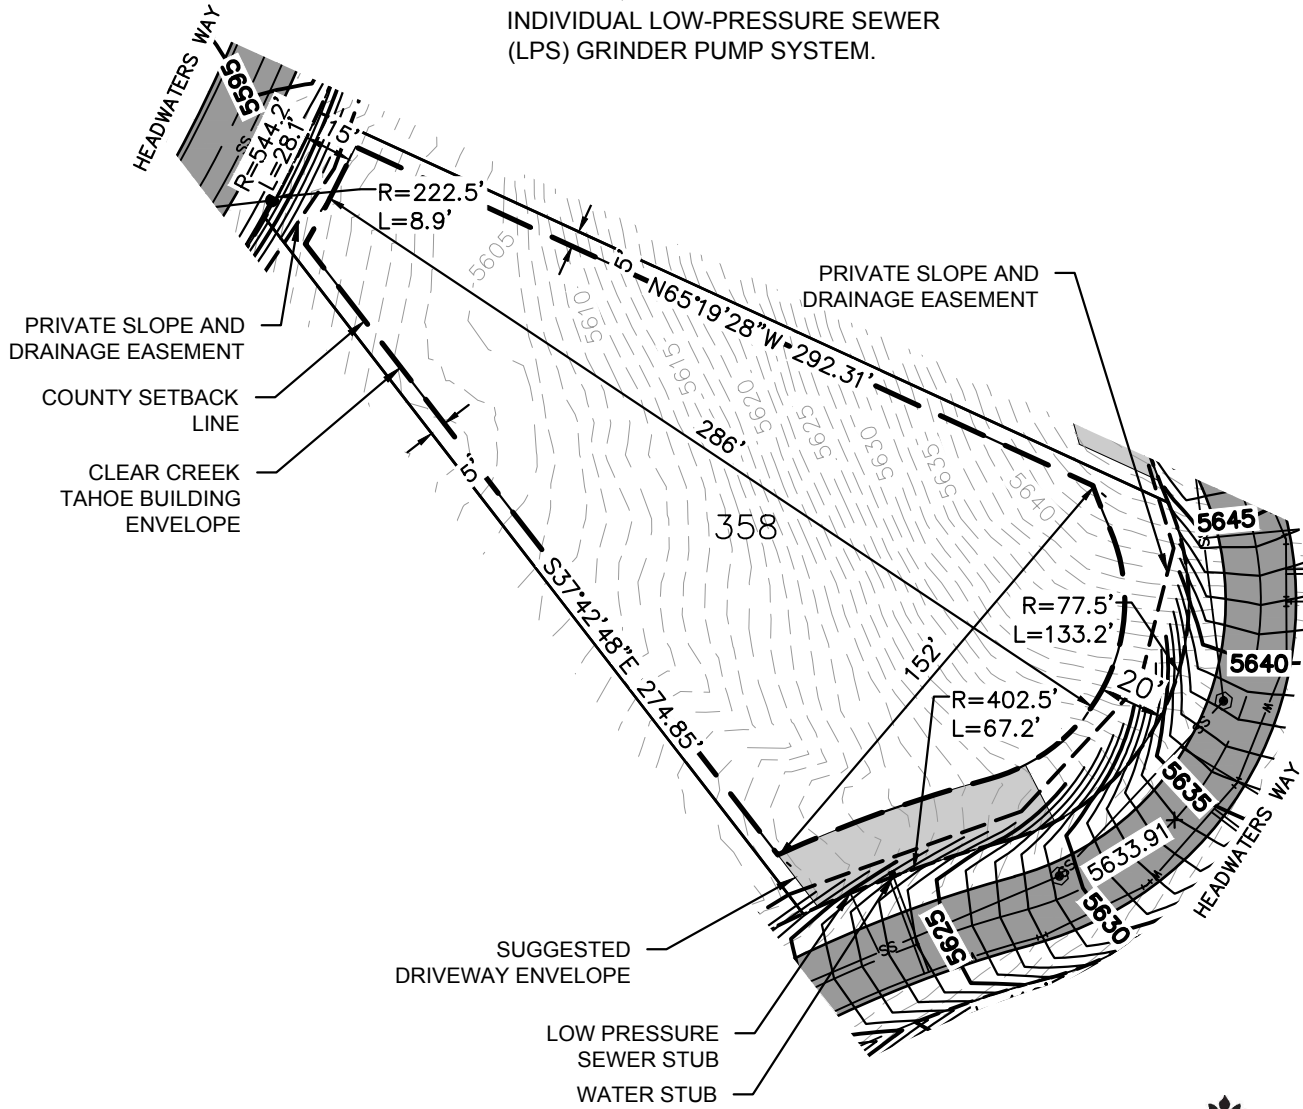 INDIVIDUAL LOW-PRESSURE SEWER
(LPS) GRINDER PUMP SYSTEM.
HEADWATERS WAY
5595
SS
R=544.2'
L=28.1'
15'
R=222.5'
L=8.9'
5605
5'
N65°19'28"W 292.31'
PRIVATE SLOPE AND
DRAINAGE EASEMENT
PRIVATE SLOPE AND
DRAINAGE EASEMENT
COUNTY SETBACK
LINE
CLEAR CREEK
TAHOE BUILDING
ENVELOPE
5610
5615
5620
5625
5630
5635
5640
286'
5'
358
5645
S
S37°42'48"E 274.85'
R=77.5'
L=133.2'
152'
5640
20'
R=402.5'
L=67.2'
SS
W
5635
HEADWATERS WAY
5633.91
SS
5630
5625
SS
SUGGESTED
DRIVEWAY ENVELOPE
LOW PRESSURE
SEWER STUB
WATER STUB